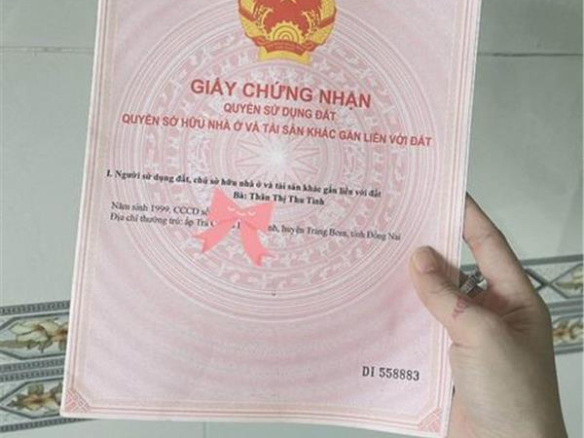 GIẤY CHỨNG NHẬN
QUYỀN SỬ DỤNG ĐẤT
QUYỀN SỞ HỮU NHÀ Ở VÀ TÀI SẢN KHÁC GẮN LIỀN VỚI ĐẤT
I. Người sử dụng đất, chủ sở hữu nhà ở và tài sản khác gắn liền với đất
Bà: Thân Thị Thu Tình
Năm sinh 1999, CCCD số
Địa chỉ thường trú: ấp Trà huyện Trảng Bom, tỉnh Đồng Nai
DI 558883